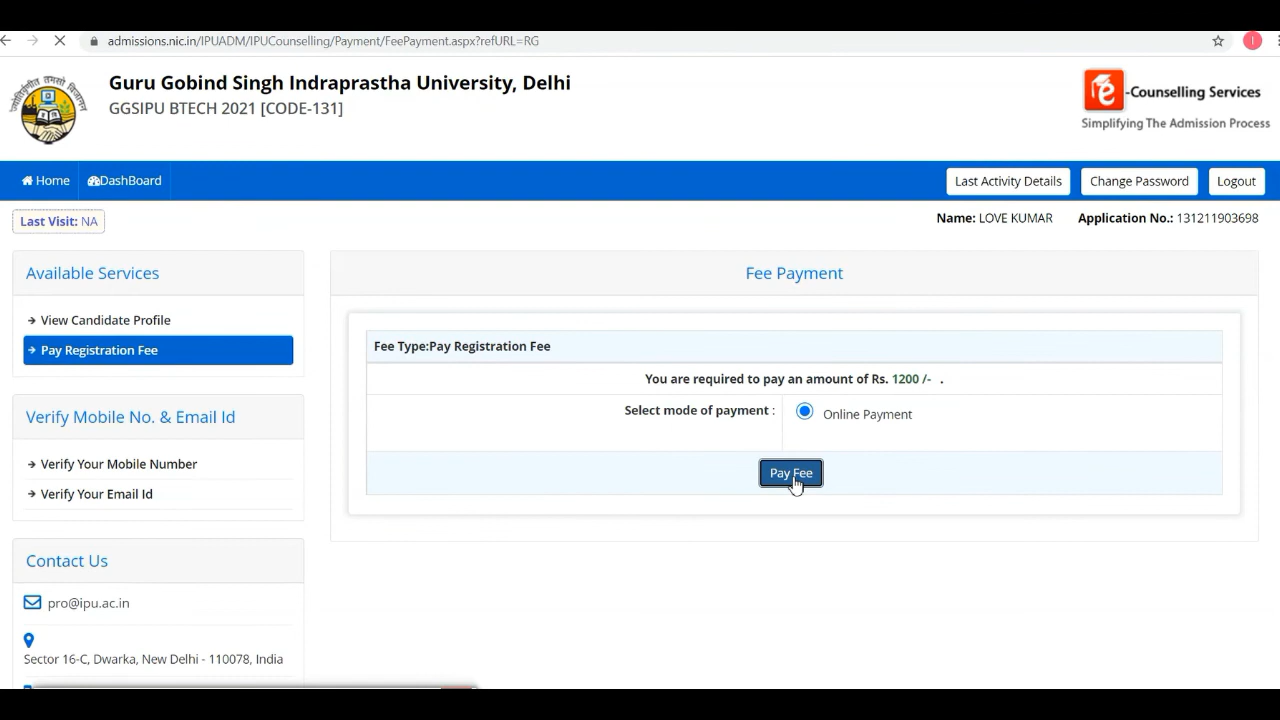 admissions.nic.in/IPUADM/IPUCounselling/Payment/FeePayment.aspx?refURL=RG
I
Guru Gobind Singh Indraprastha University, Delhi
GGSIPU BTECH 2021 [CODE-131]
e-Counselling Services
Simplifying The Admission Process
Home
DashBoard
Last Activity Details
Change Password
Logout
Last Visit: NA
Name: LOVE KUMAR
Application No.: 131211903698
Available Services
View Candidate Profile
Pay Registration Fee
Verify Mobile No. & Email Id
Verify Your Mobile Number
Verify Your Email Id
Contact Us
pro@ipu.ac.in
Sector 16-C, Dwarka, New Delhi - 110078, India
Fee Payment
Fee Type:Pay Registration Fee
You are required to pay an amount of Rs. 1200 /- .
Select mode of payment :
Online Payment
Pay Fee